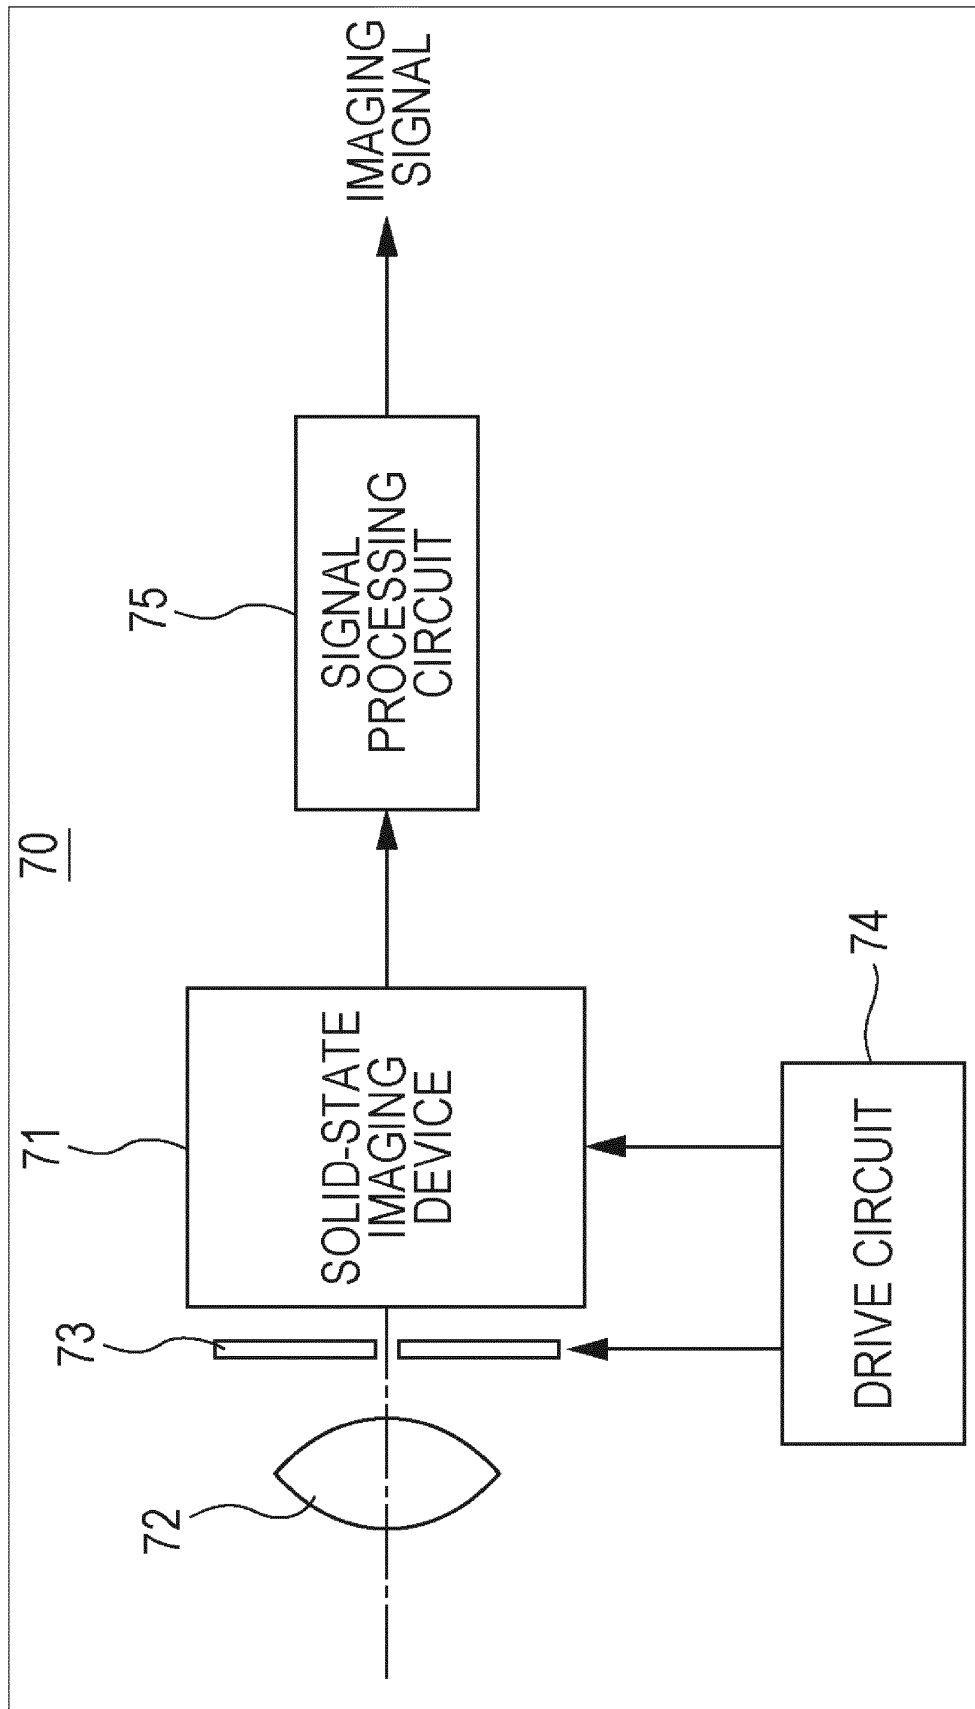 70
72
73
71
SOLID-STATE
IMAGING
DEVICE
75
SIGNAL
PROCESSING
CIRCUIT
IMAGING
SIGNAL
74
DRIVE CIRCUIT